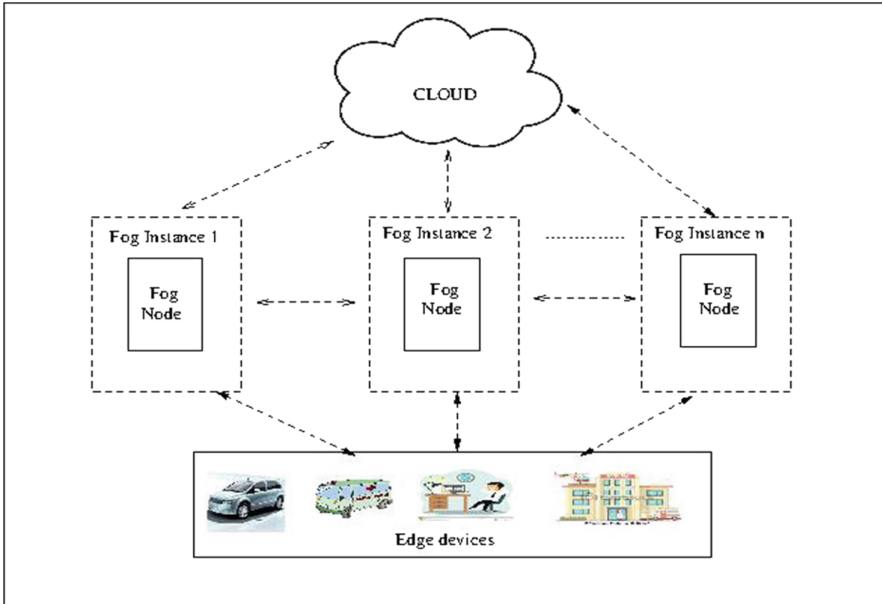 CLOUD
Fog Instance 1
Fog Instance 2
Fog Instance n
Fog
Node
Fog
Node
Fog
Node
Edge devices